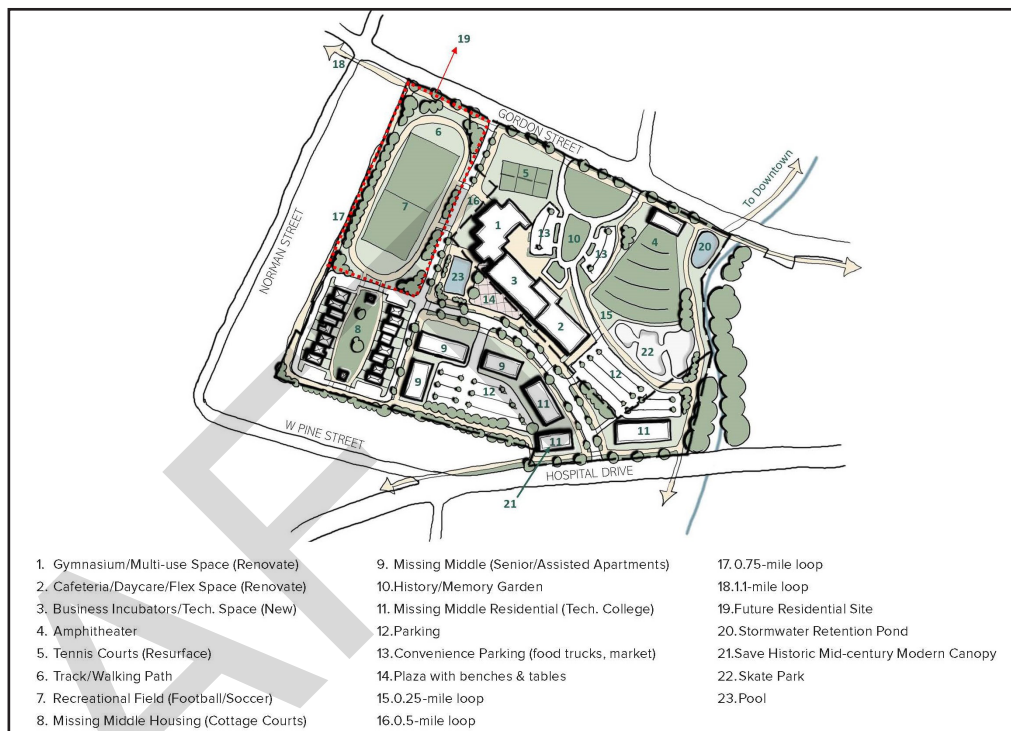 19
18
GORDON STREET
6
5
To Downtown
17
16
7
1
13
10
13
4
20
NORMAN STREET
23
3
14
2
15
8
9
22
9
9
12
12
11
11
11
W PINE STREET
HOSPITAL DRIVE
21
1. Gymnasium/Multi-use Space (Renovate)
2. Cafeteria/Daycare/Flex Space (Renovate)
3. Business Incubators/Tech. Space (New)
4. Amphitheater
5. Tennis Courts (Resurface)
6. Track/Walking Path
7. Recreational Field (Football/Soccer)
8. Missing Middle Housing (Cottage Courts)
9. Missing Middle (Senior/Assisted Apartments)
10.History/Memory Garden
11. Missing Middle Residential (Tech. College)
12.Parking
13.Convenience Parking (food trucks, market)
14.Plaza with benches & tables
15.0.25-mile loop
16.0.5-mile loop
17. 0.75-mile loop
18.1.1-mile loop
19.Future Residential Site
20.Stormwater Retention Pond
21.Save Historic Mid-century Modern Canopy
22.Skate Park
23.Pool